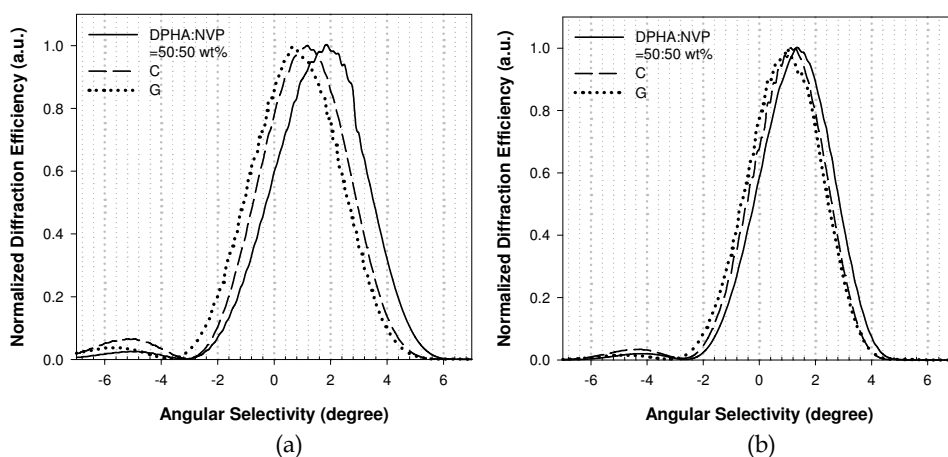 Normalized Diffraction Efficiency (a.u.)
1.0
0.8
0.6
0.4
0.2
0.0
DPHA:NVP
=50:50 wt%
C
G
-6 -4 -2 0 2 4 6
Angular Selectivity (degree)
(a)
Normalized Diffraction Efficiency (a.u.)
1.0
0.8
0.6
0.4
0.2
0.0
DPHA:NVP
=50:50 wt%
C
G
-6 -4 -2 0 2 4 6
Angular Selectivity (degree)
(b)